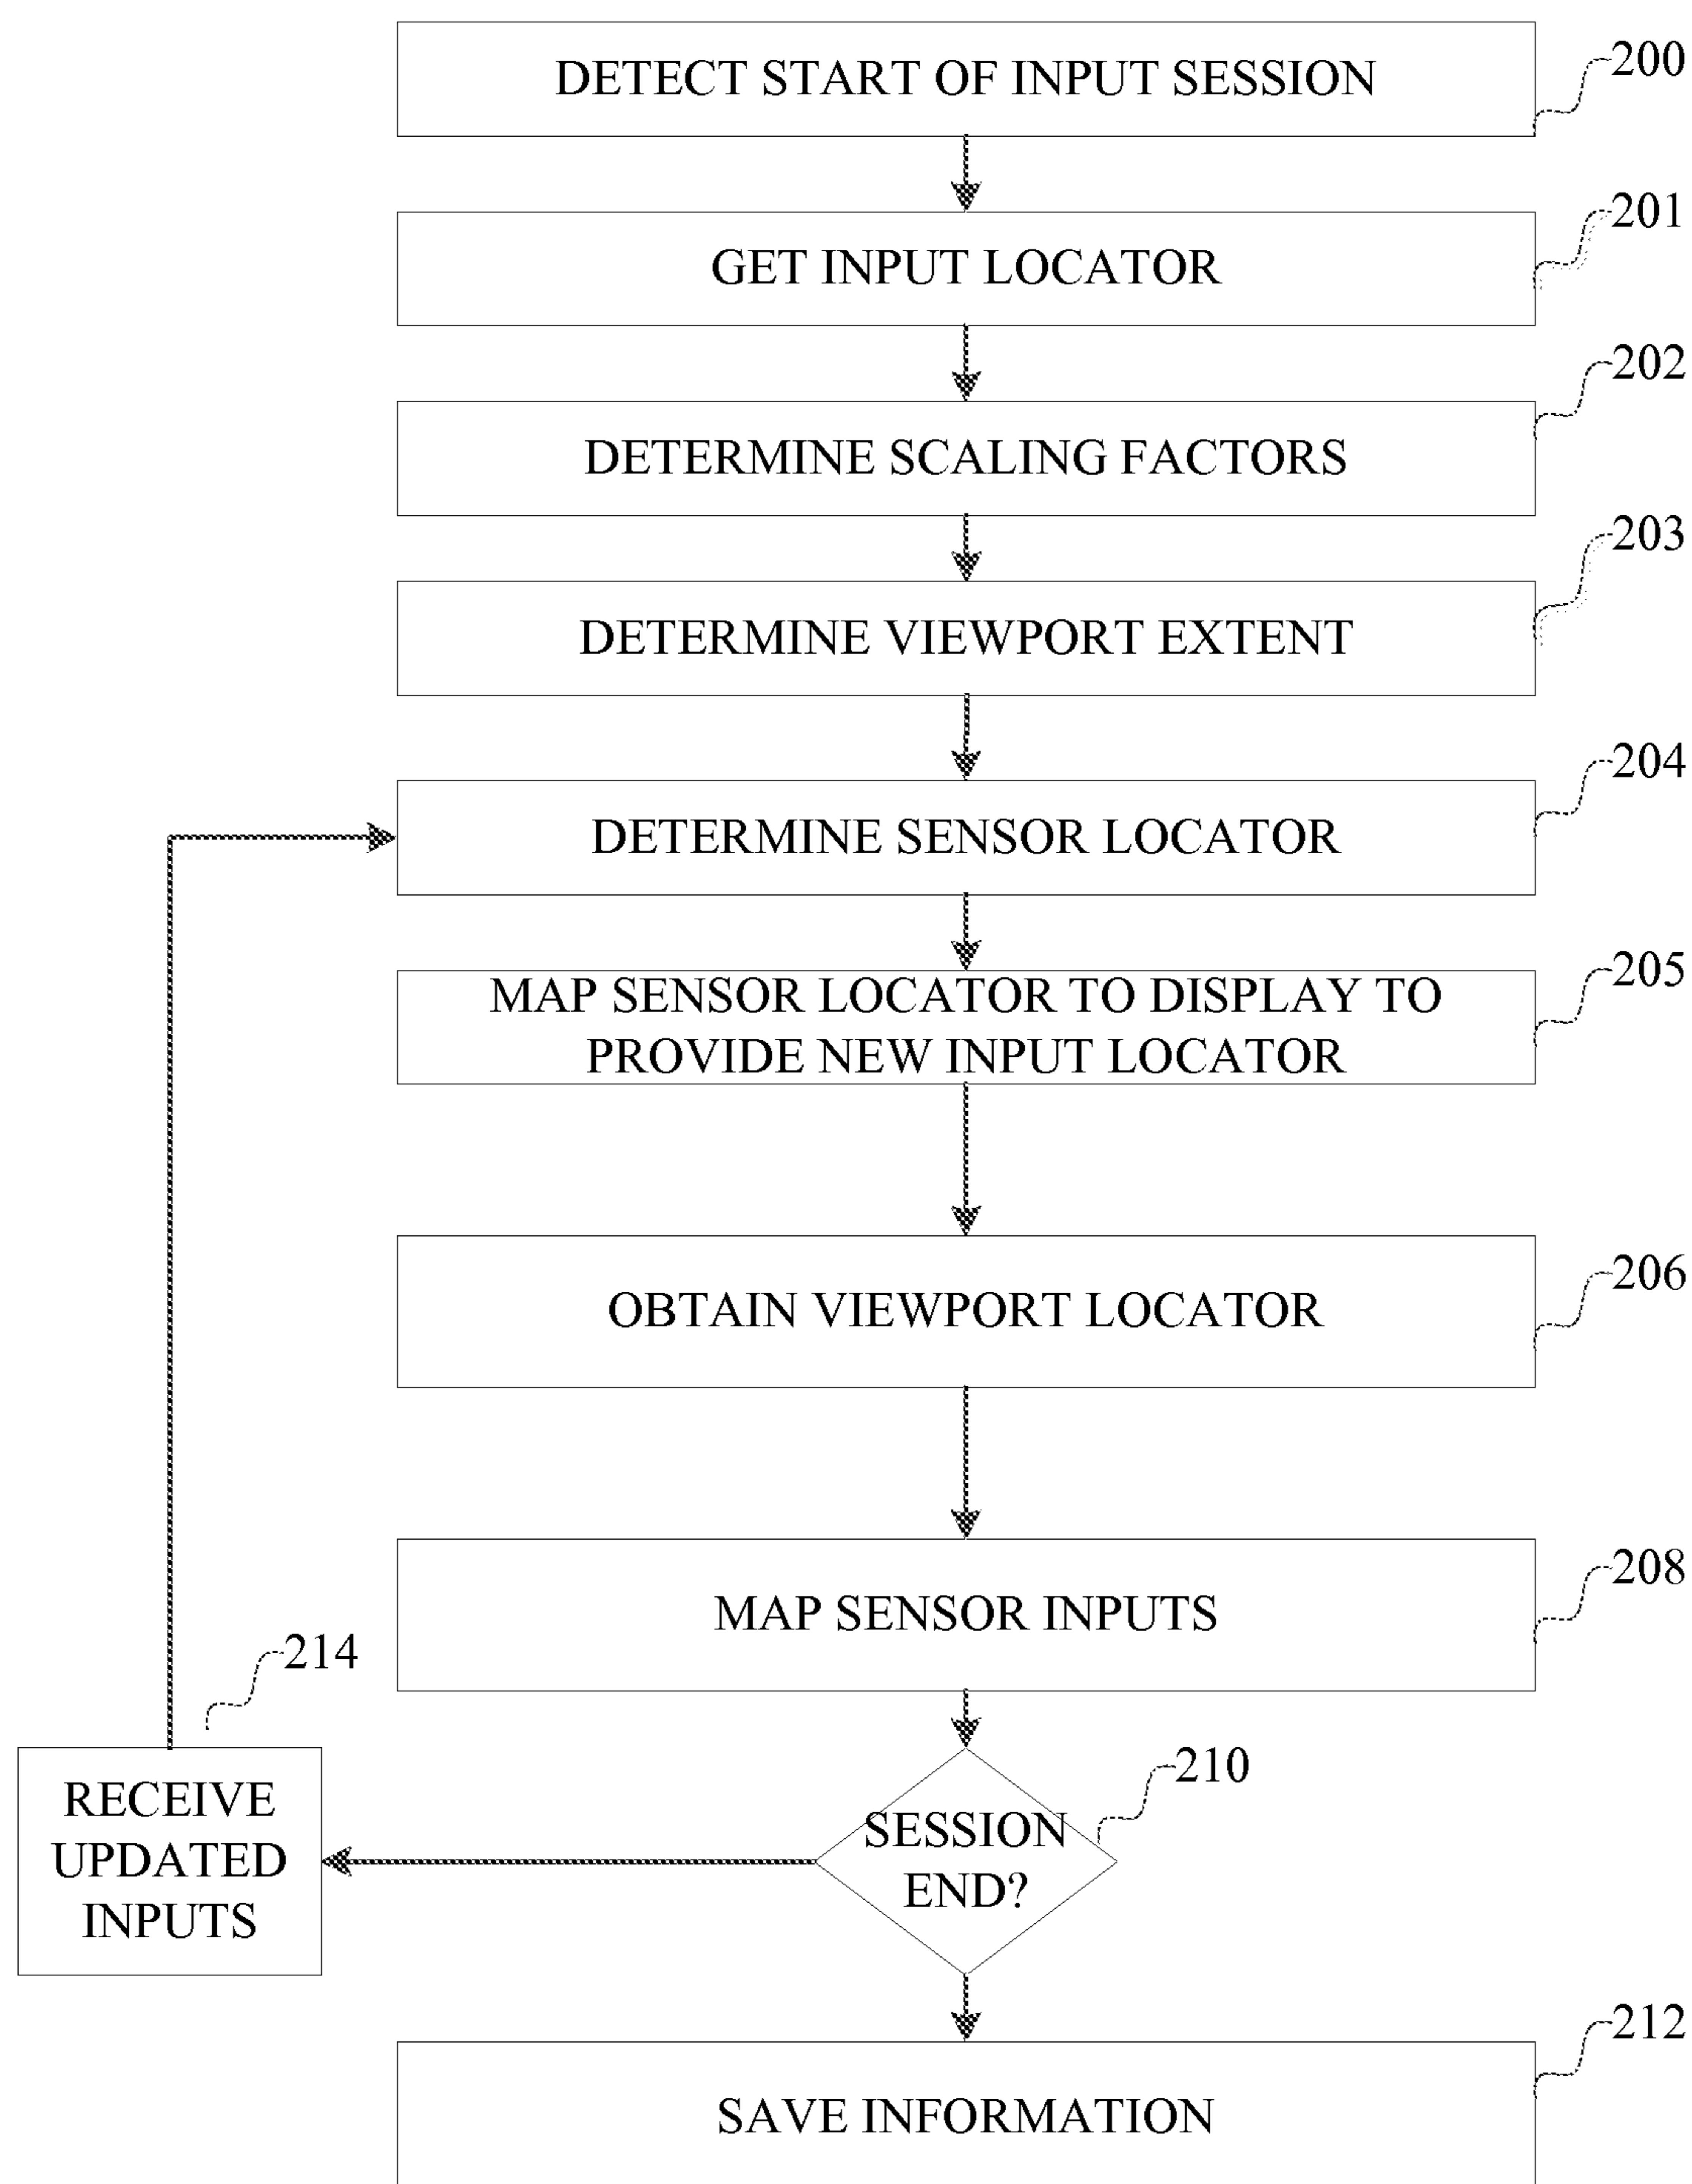 DETECT START OF INPUT SESSION
200
GET INPUT LOCATOR
201
DETERMINE SCALING FACTORS
202
DETERMINE VIEWPORT EXTENT
203
DETERMINE SENSOR LOCATOR
204
MAP SENSOR LOCATOR TO DISPLAY TO
PROVIDE NEW INPUT LOCATOR
205
OBTAIN VIEWPORT LOCATOR
206
MAP SENSOR INPUTS
208
SESSION
END?
210
RECEIVE
UPDATED
INPUTS
214
SAVE INFORMATION
212